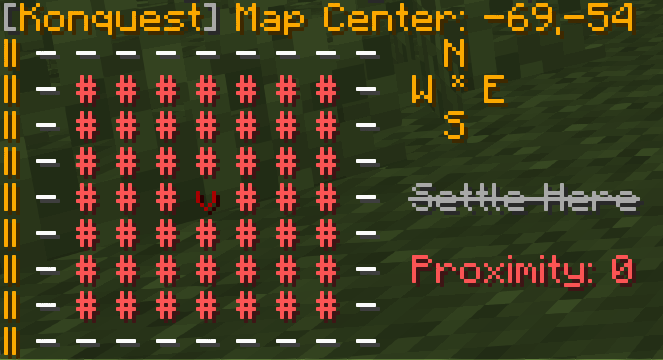 [Konquest] Map Center: -69,-54
|| - - - - - - - - - N
|| - # # # # # # # - W * E
|| - # # # # # # # - S
|| - # # # # # # # -
|| - # # # v # # # - Settle Here
|| - # # # # # # # -
|| - # # # # # # # - Proximity: 0
|| - # # # # # # # -
|| - - - - - - - - -